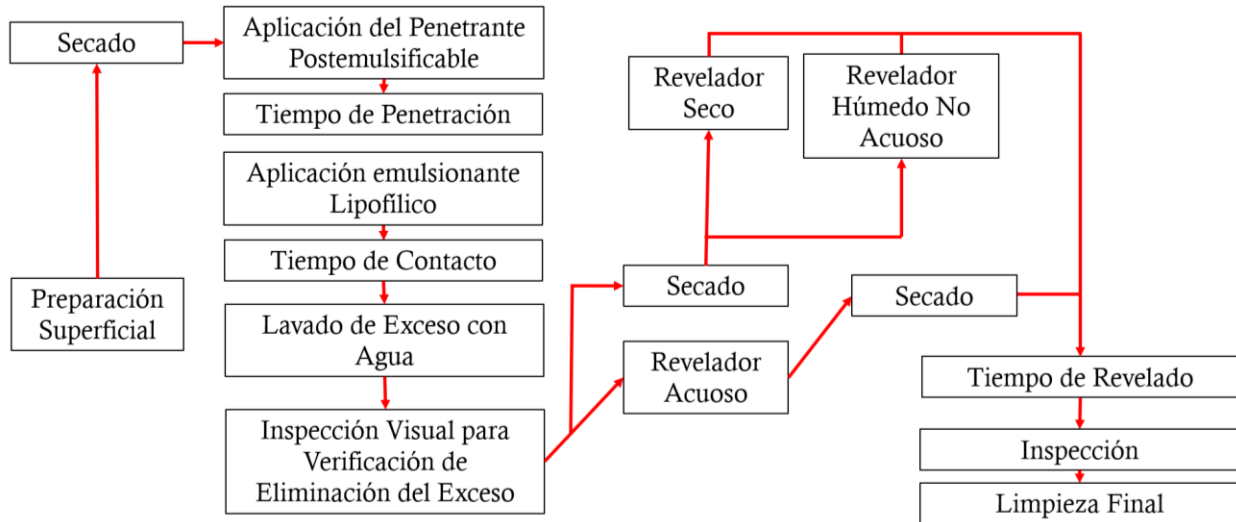 Secado
Aplicación del Penetrante
Postemulsificable
Tiempo de Penetración
Aplicación emulsionante
Lipofílico
Tiempo de Contacto
Preparación
Superficial
Lavado de Exceso con
Agua
Inspección Visual para
Verificación de
Eliminación del Exceso
Revelador
Seco
Revelador
Húmedo No
Acuoso
Secado
Revelador
Acuoso
Secado
Tiempo de Revelado
Inspección
Limpieza Final